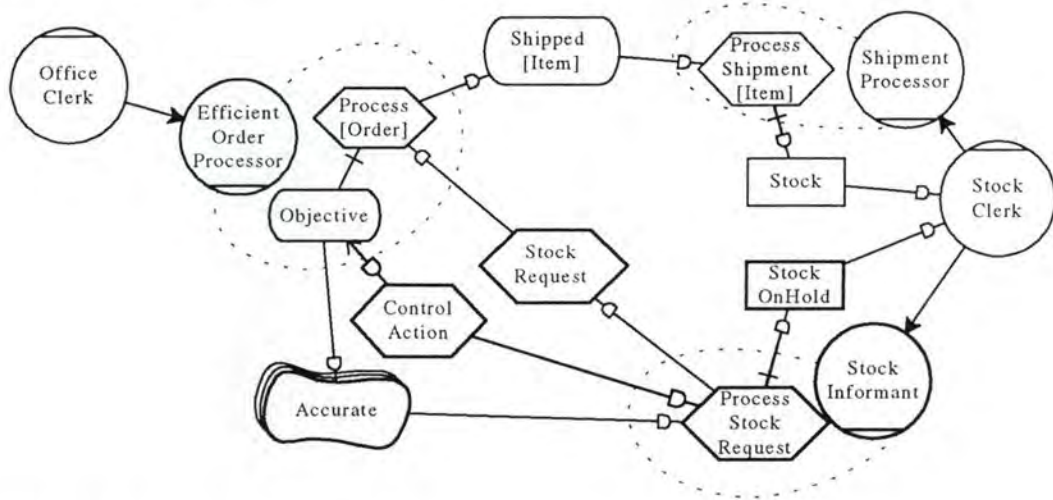 Office
Clerk
Efficient
Order
Processor
Process
[Order]
Shipped
[Item]
Process
Shipment
[Item]
Shipment
Processor
Objective
Stock
Stock
Clerk
Stock
Request
Stock
OnHold
Control
Action
Accurate
Process
Stock
Request
Stock
Informant